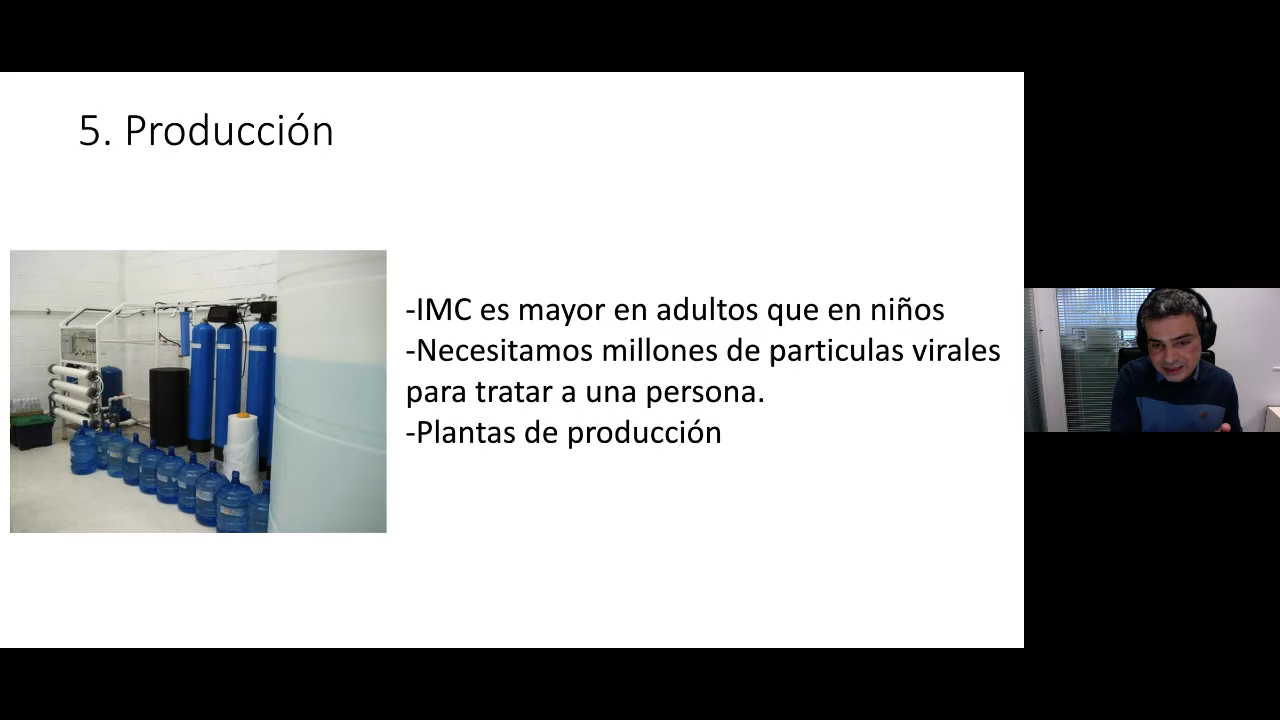 5. Producción
-IMC es mayor en adultos que en niños
-Necesitamos millones de particulas virales
para tratar a una persona.
-Plantas de producción